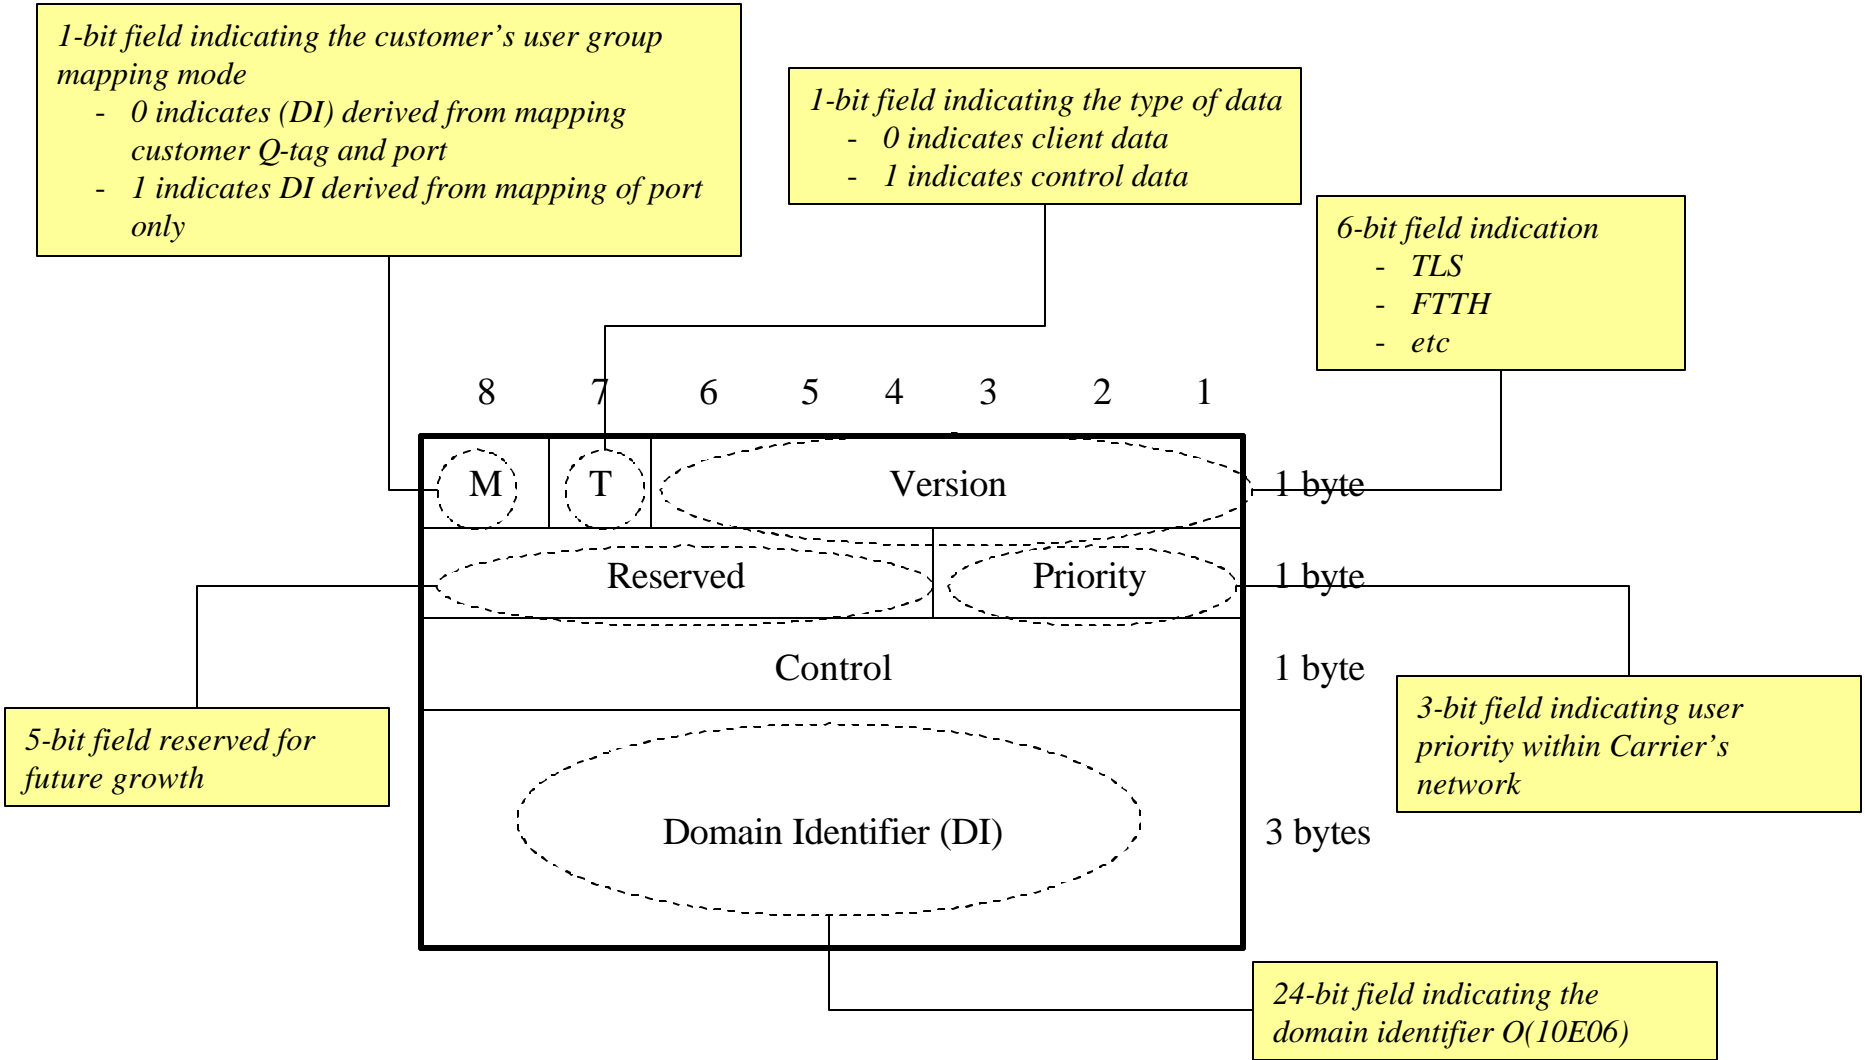 1-bit field indicating the customer’s user group
mapping mode
- 0 indicates (DI) derived from mapping
customer Q-tag and port
- 1 indicates DI derived from mapping of port
only
1-bit field indicating the type of data
- 0 indicates client data
- 1 indicates control data
6-bit field indication
- TLS
- FTTH
- etc
8 7 6 5 4 3 2 1
M T Version 1 byte
Reserved Priority 1 byte
Control 1 byte
5-bit field reserved for
future growth
3-bit field indicating user
priority within Carrier’s
network
Domain Identifier (DI) 3 bytes
24-bit field indicating the
domain identifier O(10E06)